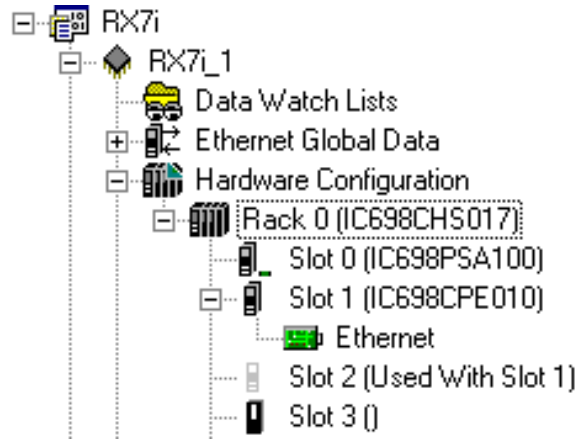 RX7i
RX7i_1
Data Watch Lists
Ethernet Global Data
Hardware Configuration
Rack 0 (IC698CHS017)
Slot 0 (IC698PSA100)
Slot 1 (IC698CPE010)
Ethernet
Slot 2 (Used With Slot 1)
Slot 3 ()